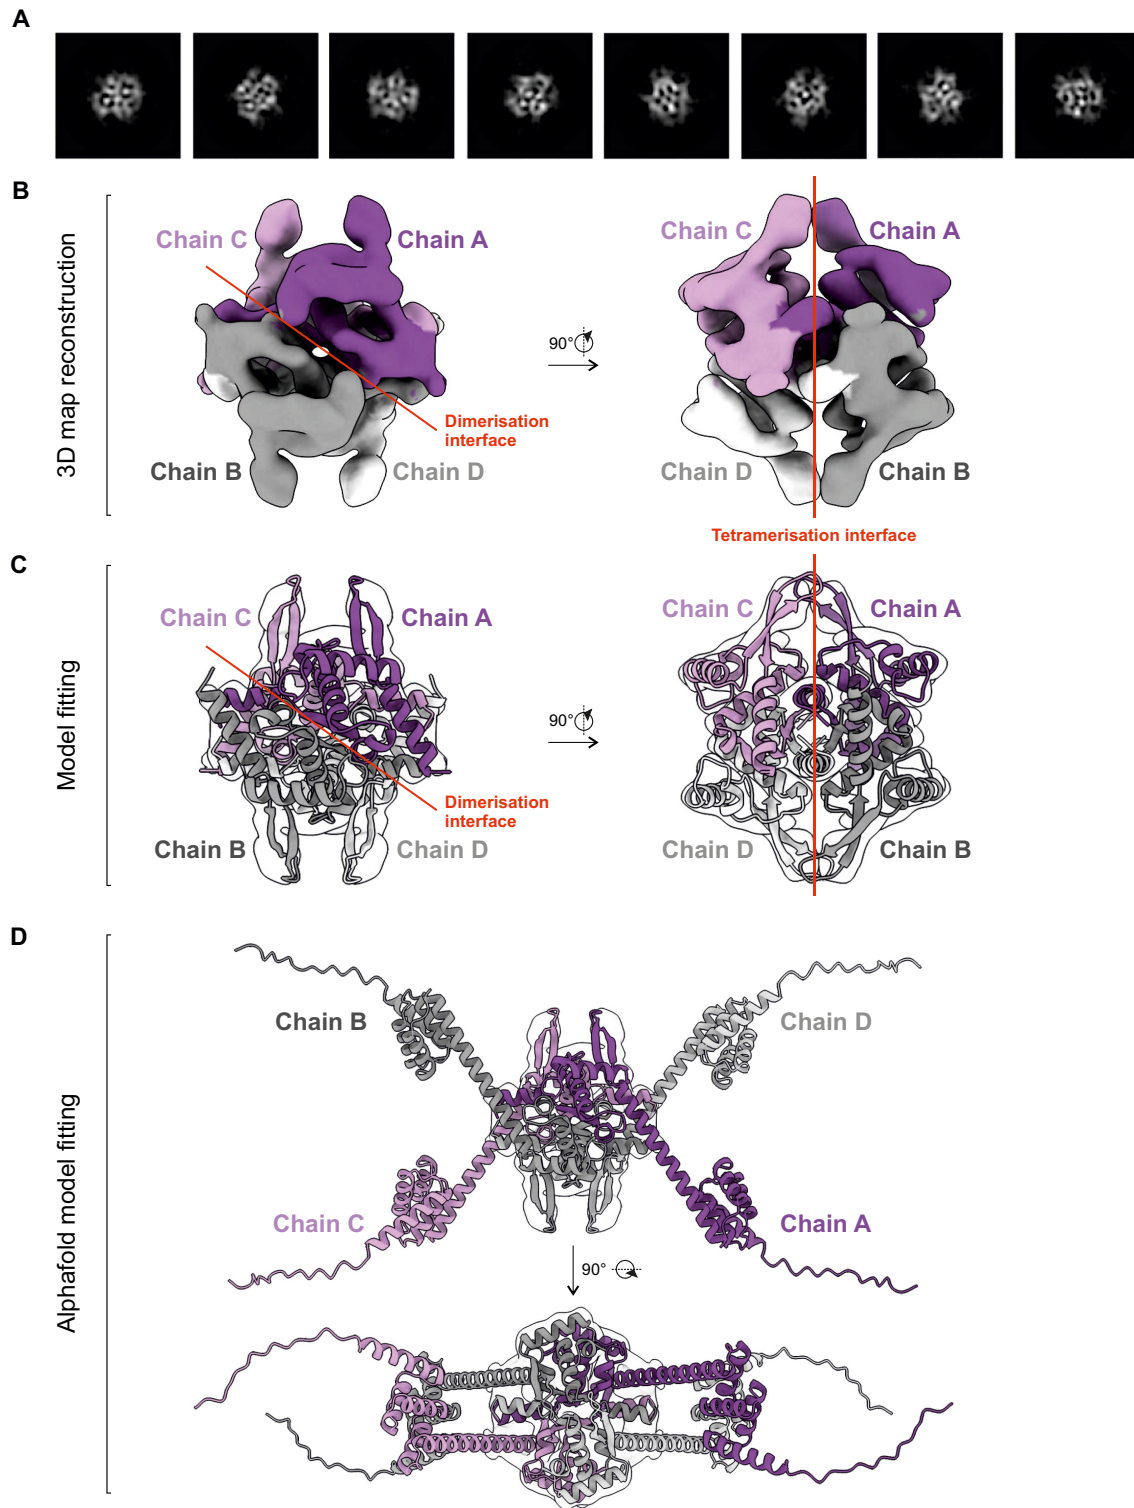 A
B
3D map reconstruction
Chain C
Chain A
Dimerisation
interface
Chain B
Chain D
90°
Chain C
Chain A
Chain D
Chain B
Tetramerisation interface
C
Model fitting
Chain C
Chain A
Dimerisation
interface
Chain B
Chain D
90°
Chain C
Chain A
Chain D
Chain B
D
Alphafold model fitting
Chain B
Chain D
Chain C
Chain A
90°